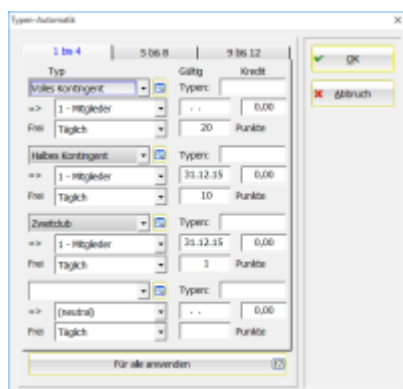 Typen-Automatik
1 bis 4
5 bis 8
9 bis 12
Typ Gültig Kredit
Volles Kontingent Typen:
=> 1 - Mitglieder . . 0,00
Frei Täglich 20 Punkte
Halbes Kontingent Typen:
=> 1 - Mitglieder 31.12.15 0,00
Frei Täglich 10 Punkte
Zweitclub Typen:
=> 1 - Mitglieder 31.12.15 0,00
Frei Täglich 1 Punkte
Typen:
=> (neutral) . . 0,00
Frei Täglich Punkte
Für alle anwenden
OK
Abbruch